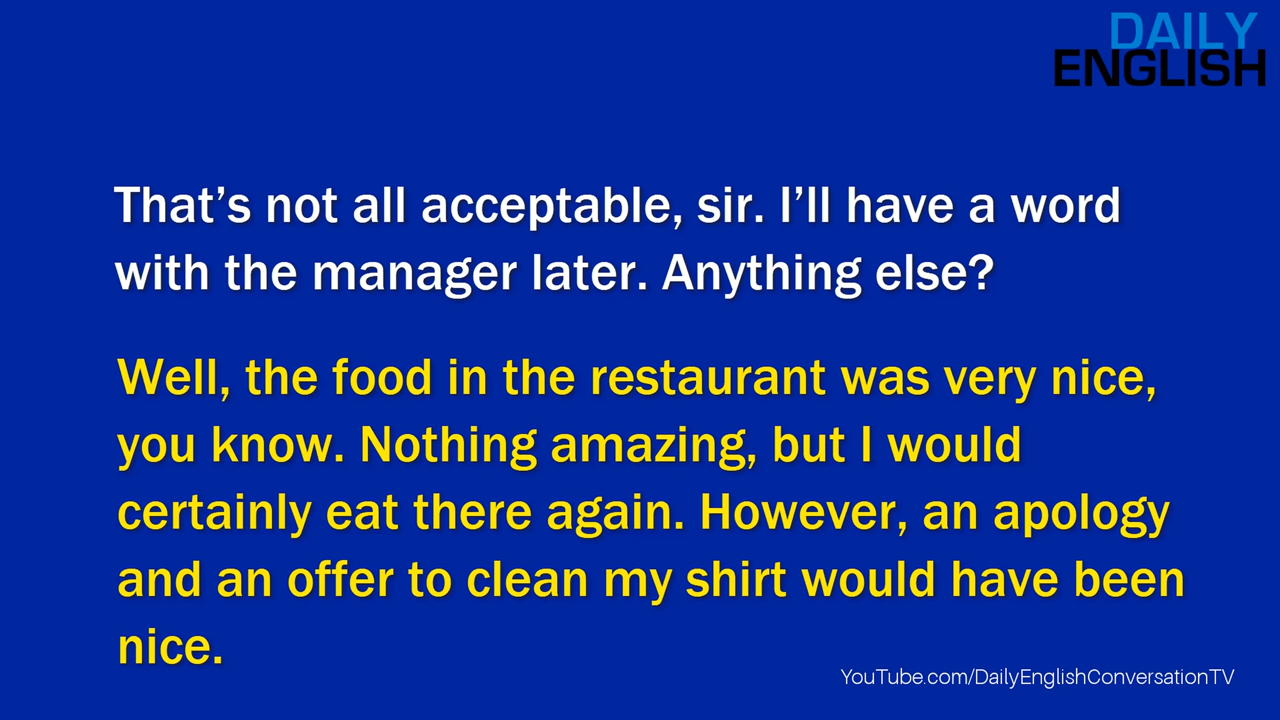 DAILY
ENGLISH
That’s not all acceptable, sir. I’ll have a word
with the manager later. Anything else?
Well, the food in the restaurant was very nice,
you know. Nothing amazing, but I would
certainly eat there again. However, an apology
and an offer to clean my shirt would have been
nice.
YouTube.com/DailyEnglishConversationTV